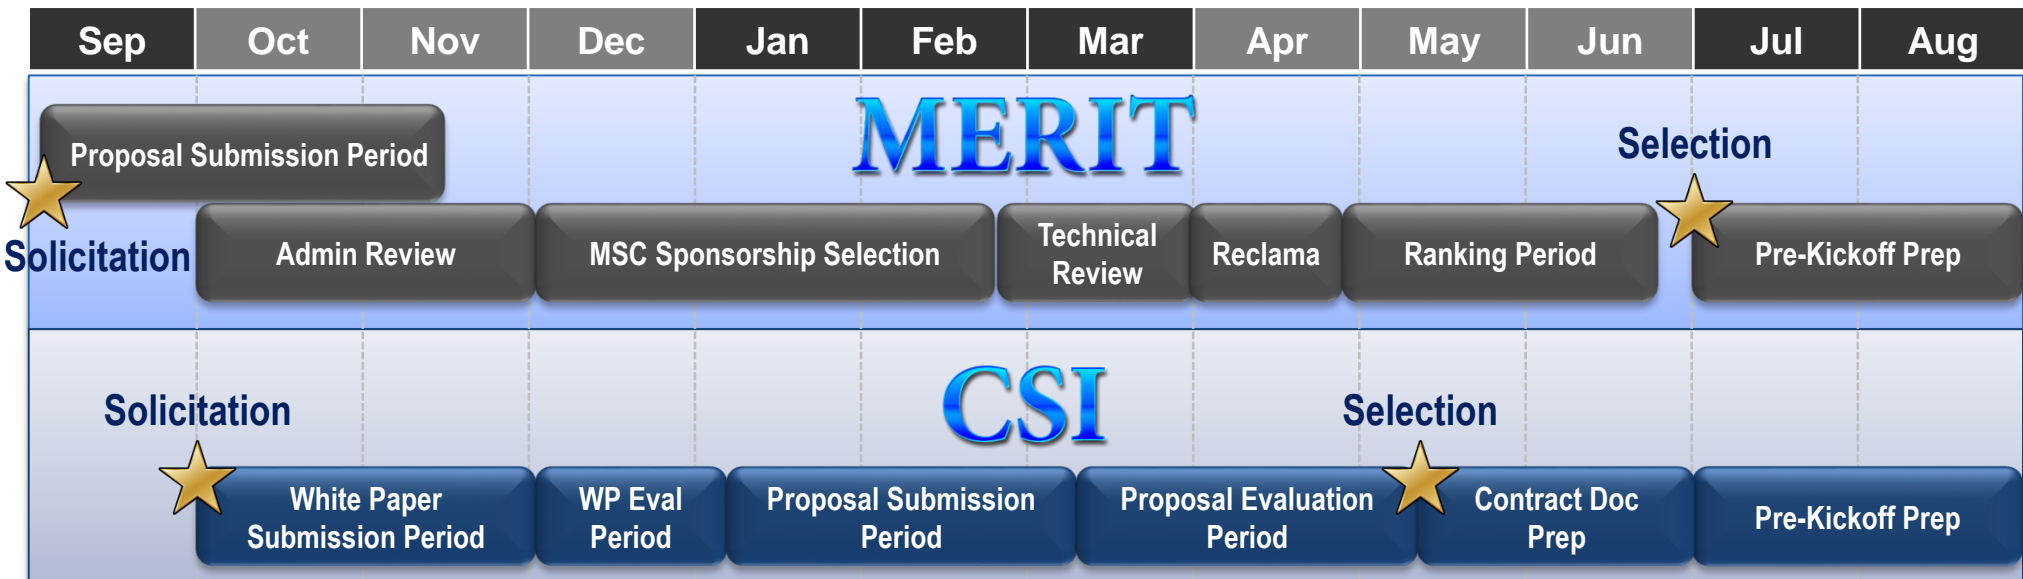 Sep Oct Nov Dec Jan Feb Mar Apr May Jun Jul Aug
MERIT
Proposal Submission Period
Selection
Solicitation
Admin Review
MSC Sponsorship Selection
Technical
Review
Reclama
Ranking Period
Pre-Kickoff Prep
CSI
Solicitation
Selection
White Paper
Submission Period
WP Eval
Period
Proposal Submission
Period
Proposal Evaluation
Period
Contract Doc
Prep
Pre-Kickoff Prep